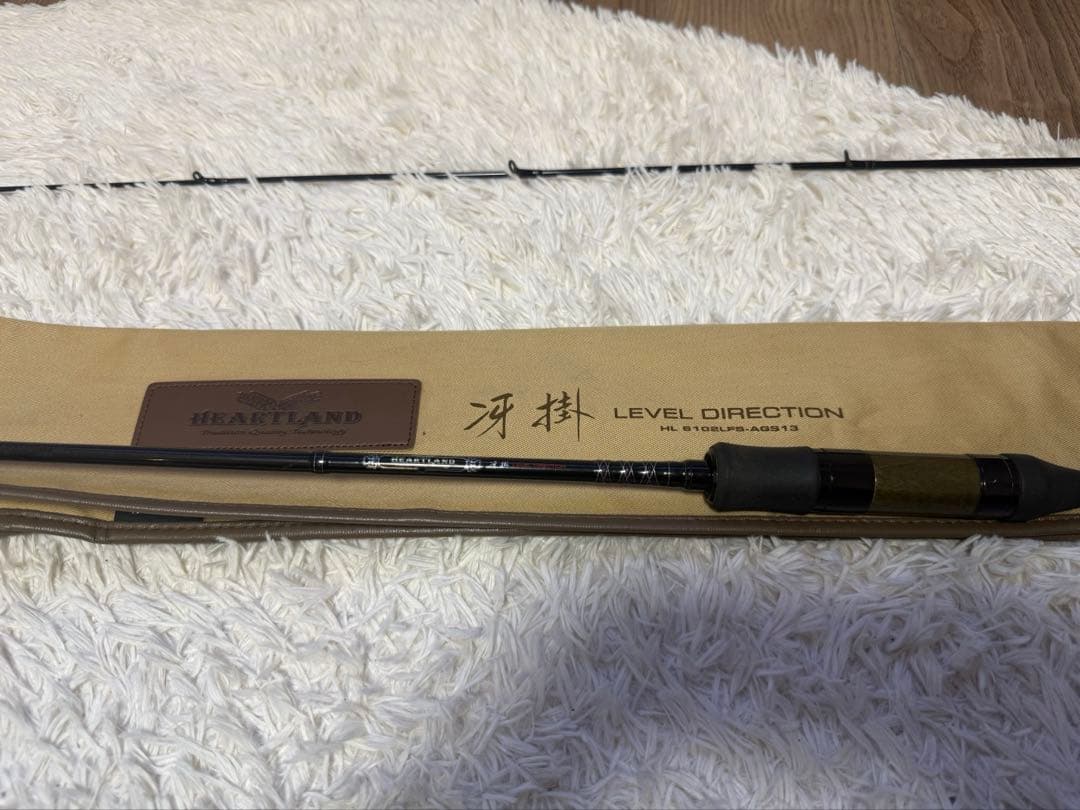 HEARTLAND
冴掛 LEVEL DIRECTION
HL 6102LFS-AGS13
HEARTLAND